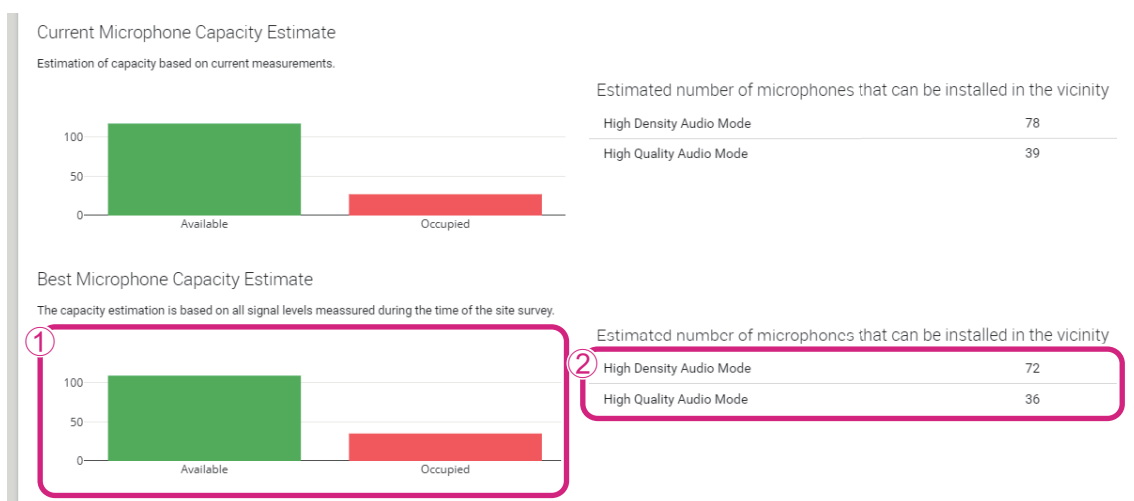 Current Microphone Capacity Estimate
Estimation of capacity based on current measurements.
Estimated number of microphones that can be installed in the vicinity
High Density Audio Mode 78
High Quality Audio Mode 39
100
50
0
Available Occupied
Best Microphone Capacity Estimate
The capacity estimation is based on all signal levels meassured during the time of the site survey.
1
Estimated number of microphones that can be installed in the vicinity
2
High Density Audio Mode 72
High Quality Audio Mode 36
100
50
0
Available Occupied